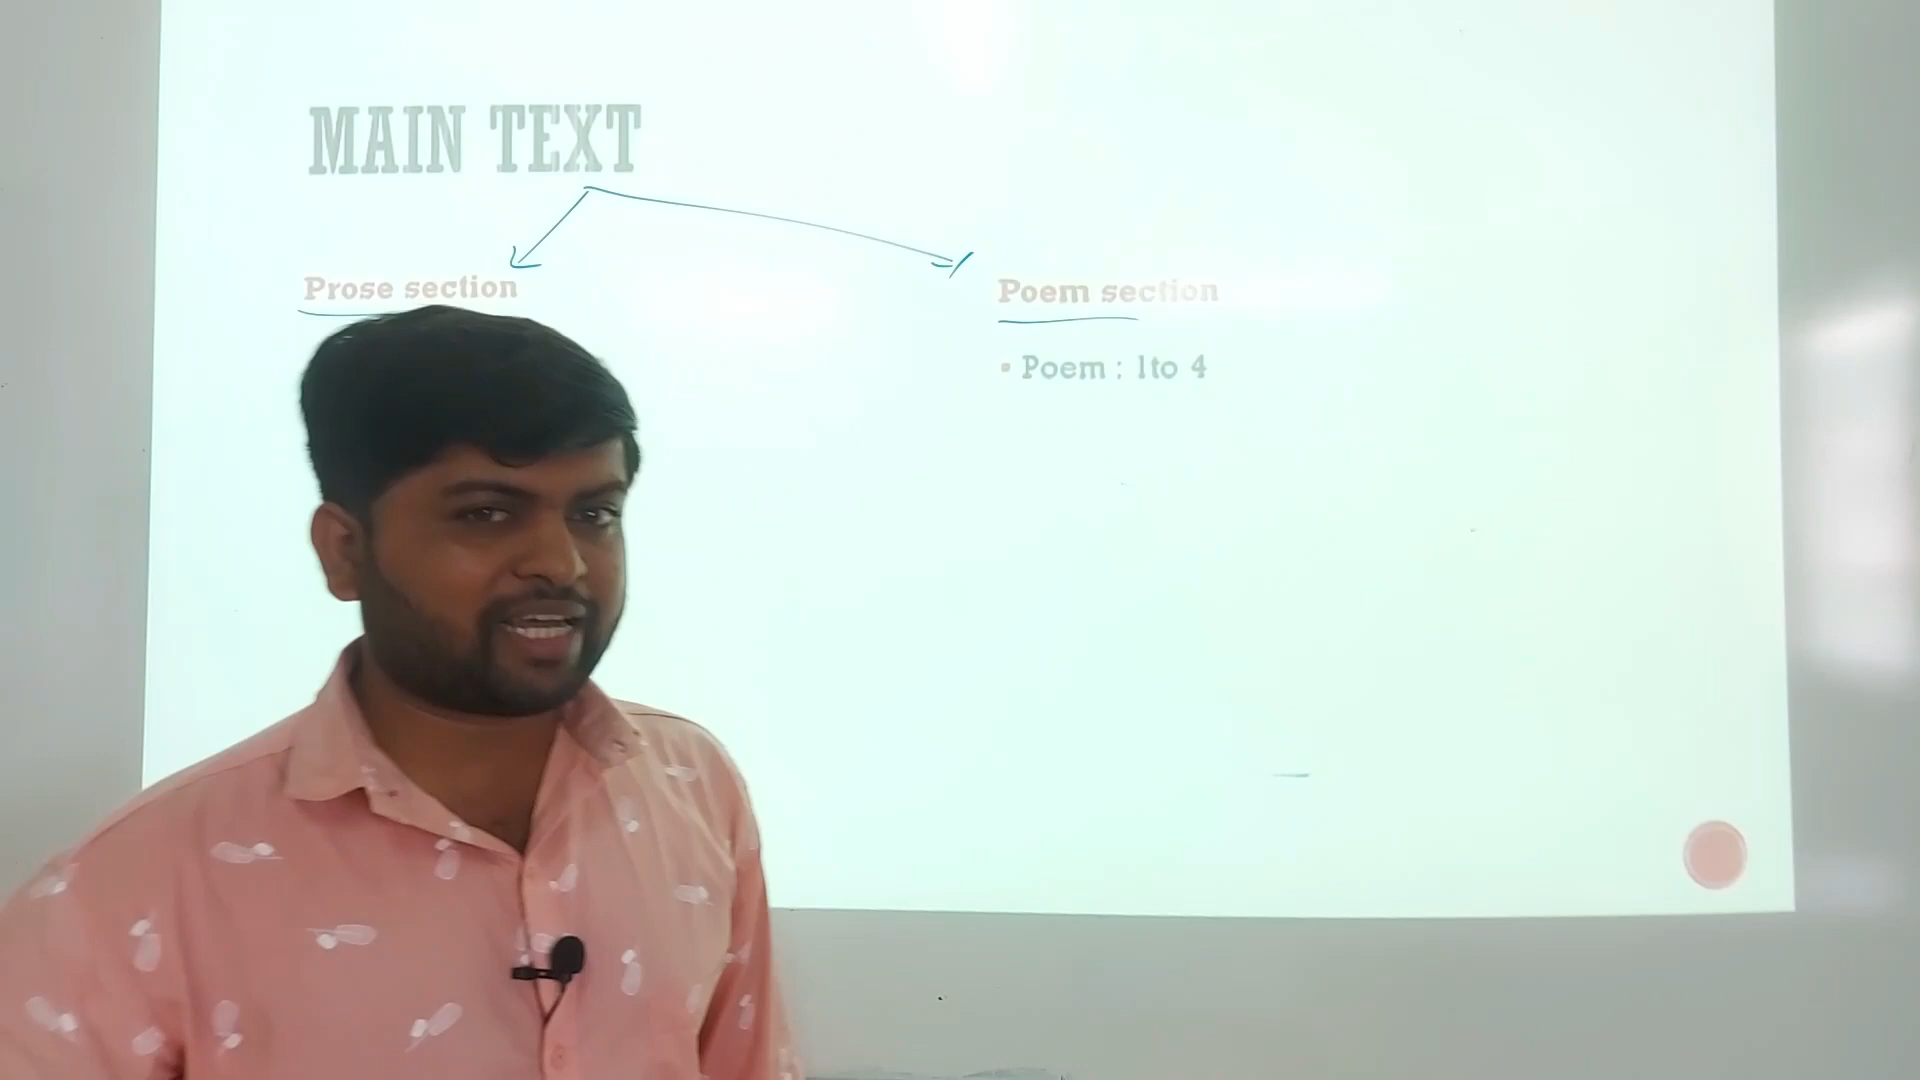 MAIN TEXT
Prose section
Poem section
▪ Poem : 1to 4